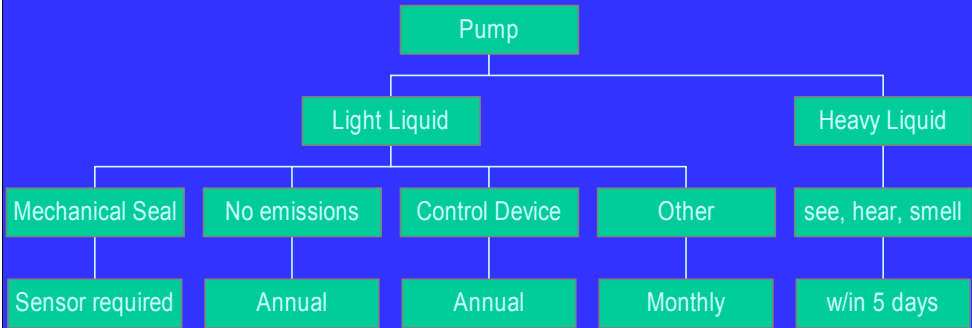 Pump
Light Liquid
Heavy Liquid
Mechanical Seal
No emissions
Control Device
Other
see, hear, smell
Sensor required
Annual
Annual
Monthly
w/in 5 days